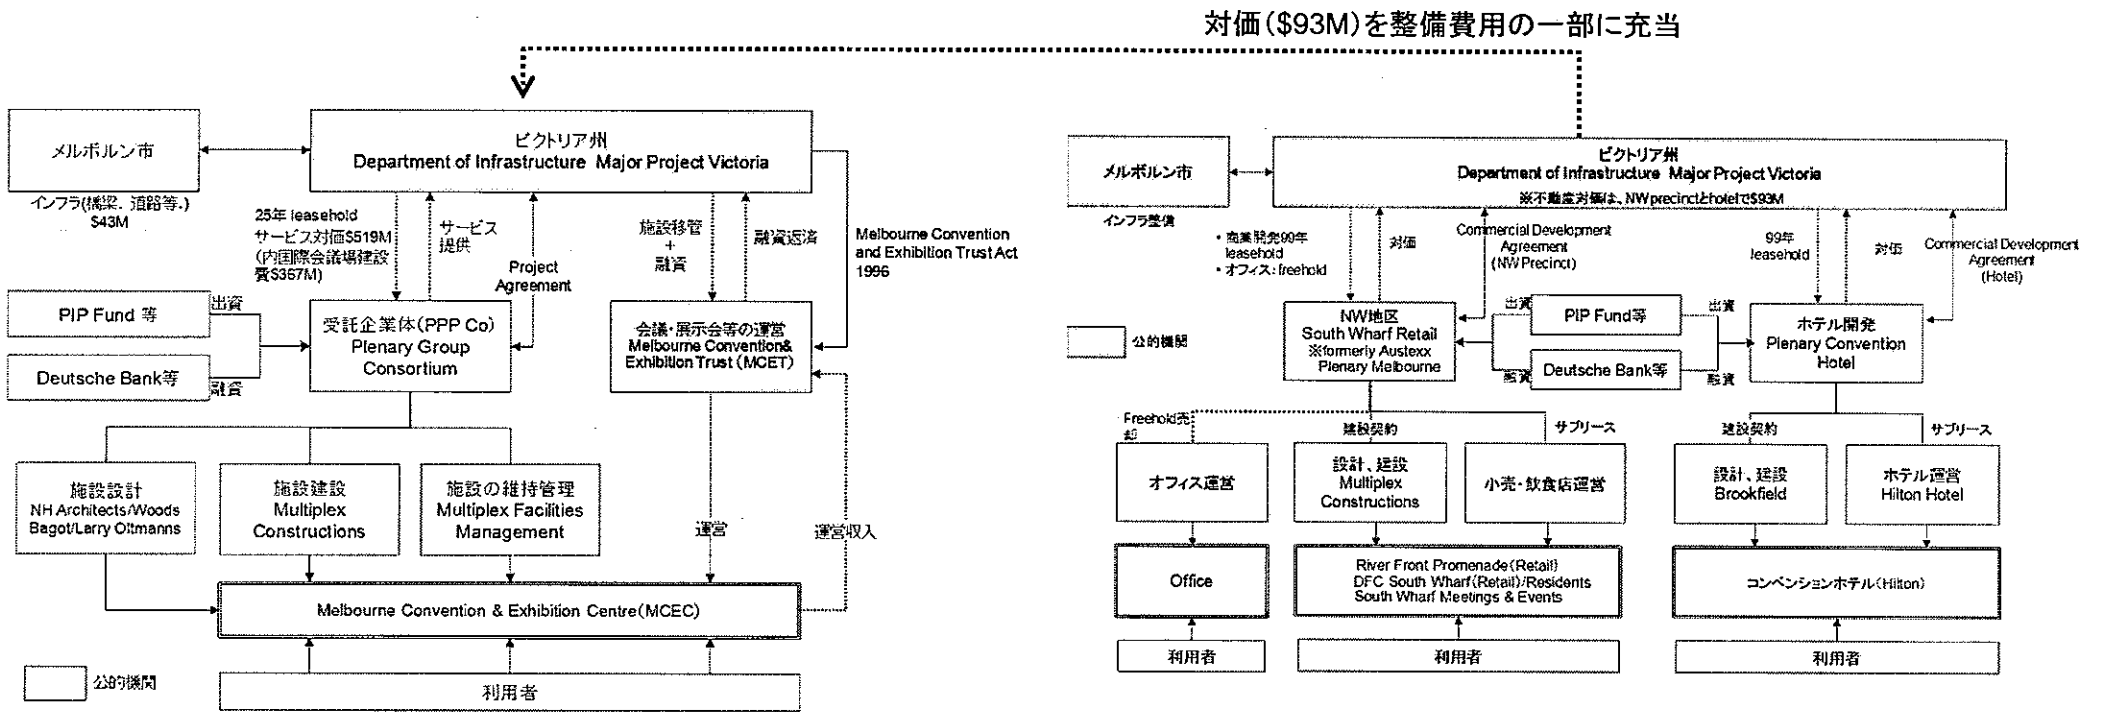 対価($93M)を整備費用の一部に充当
メルボルン市
インフラ(橋梁．道路等.)
$43M
ビクトリア州
Department of Infrastructure Major Project Victoria
25年 leasehold
サービス対価$519M
(内国際会議場建設
費$367M)
サービス
提供
Project
Agreement
施設移管
+
融資
融資返済
Melbourne Convention
and Exhibition Trust Act
1996
PIP Fund 等
出資
Deutsche Bank等
融資
受託企業体(PPP Co)
Plenary Group
Consortium
会議・展示会等の運営
Melbourne Convention&
Exhibition Trust (MCET)
施設設計
NH Architects/Woods
Bagot/Larry Oltmanns
施設建設
Multiplex
Constructions
施設の維持管理
Multiplex Facilities
Management
運営
運営収入
Melbourne Convention & Exhibition Centre(MCEC)
公的機関
利用者
メルボルン市
インフラ整備
ビクトリア州
Department of Infrastructure Major Project Victoria
※不動産対価は、NW precinctとhotelで$93M
・商業開発99年
leasehold
・オフィス: freehold
対価
Commercial Development
Agreement
(NW Precinct)
99年
leasehold
対価
Commercial Development
Agreement
(Hotel)
公的機関
NW地区
South Wharf Retail
※formerly Austexx
Plenary Melbourne
出資
PIP Fund等
出資
融資
Deutsche Bank等
融資
ホテル開発
Plenary Convention
Hotel
Freehold売
却
建設契約
サブリース
建設契約
サブリース
オフィス運営
設計、建設
Multiplex
Constructions
小売・飲食店運営
設計、建設
Brookfield
ホテル運営
Hilton Hotel
Office
River Front Promenade(Retail)
DFC South Wharf(Retail)/Residents
South Wharf Meetings & Events
コンベンションホテル(Hilton)
利用者
利用者
利用者